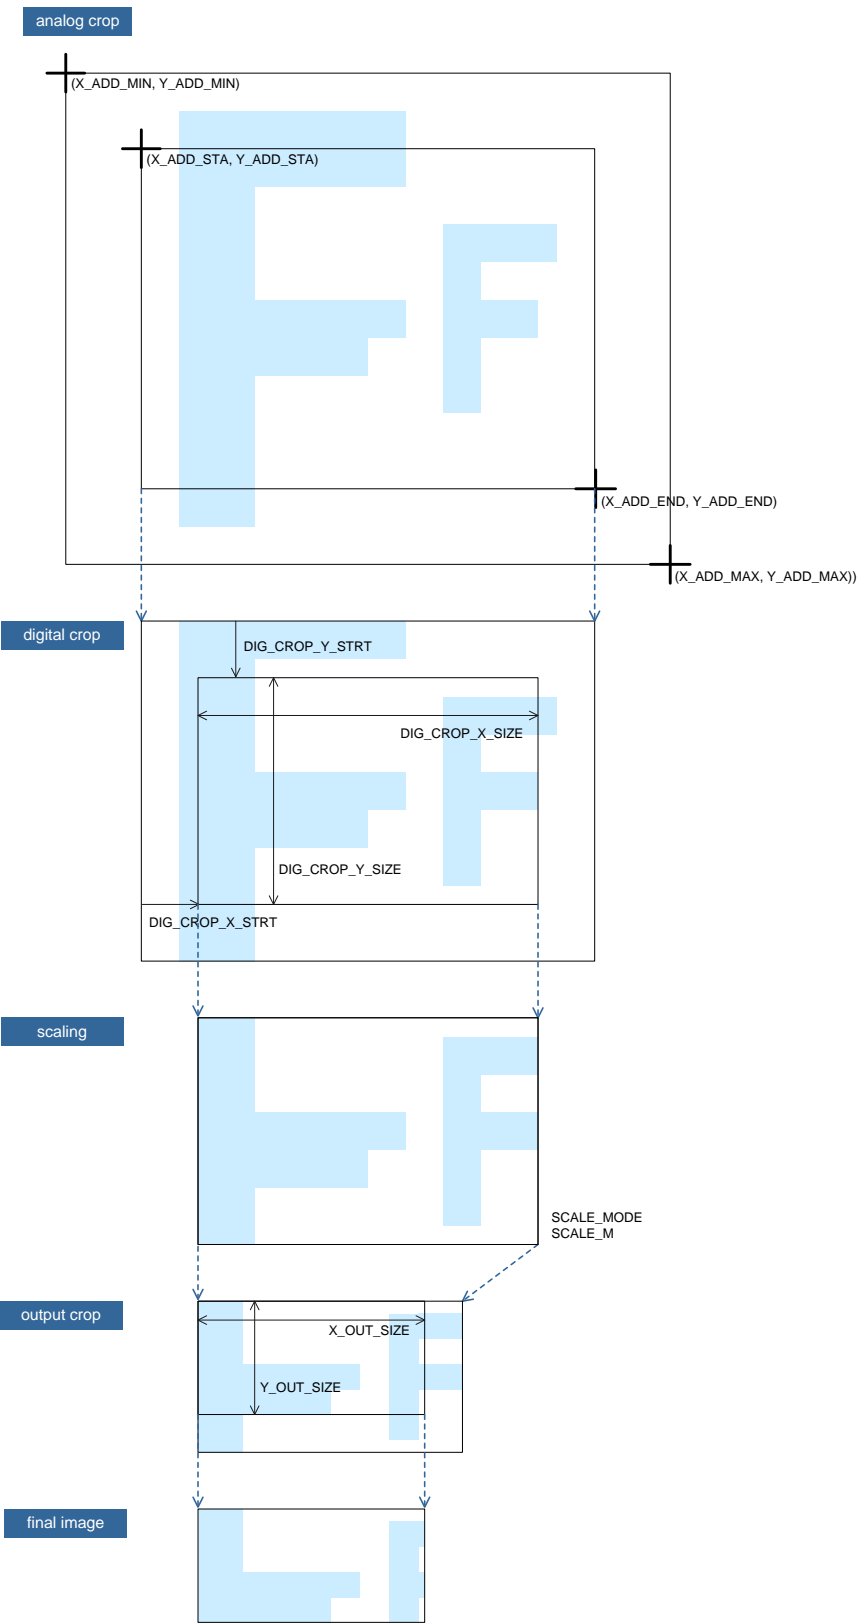 analog crop
(X_ADD_MIN, Y_ADD_MIN)
(X_ADD_STA, Y_ADD_STA)
(X_ADD_END, Y_ADD_END)
(X_ADD_MAX, Y_ADD_MAX))
digital crop
DIG_CROP_Y_STRT
DIG_CROP_X_SIZE
DIG_CROP_Y_SIZE
DIG_CROP_X_STRT
scaling
SCALE_MODE
SCALE_M
output crop
X_OUT_SIZE
Y_OUT_SIZE
final image